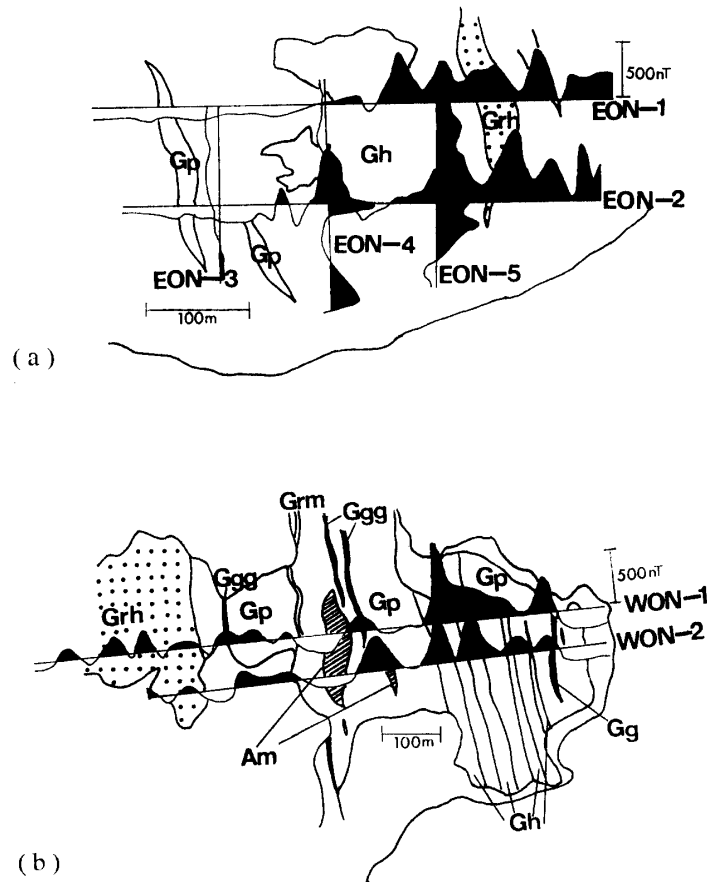 500nT
EON-1
Grh
Gp
Gh
EON-2
Gp
EON-4
EON-3
EON-5
100m
(a)
Grm
Ggg
Ggg
500nT
Grh
Gp
Gp
Gp
WON-1
WON-2
Am
100m
Gg
Gh
(b)